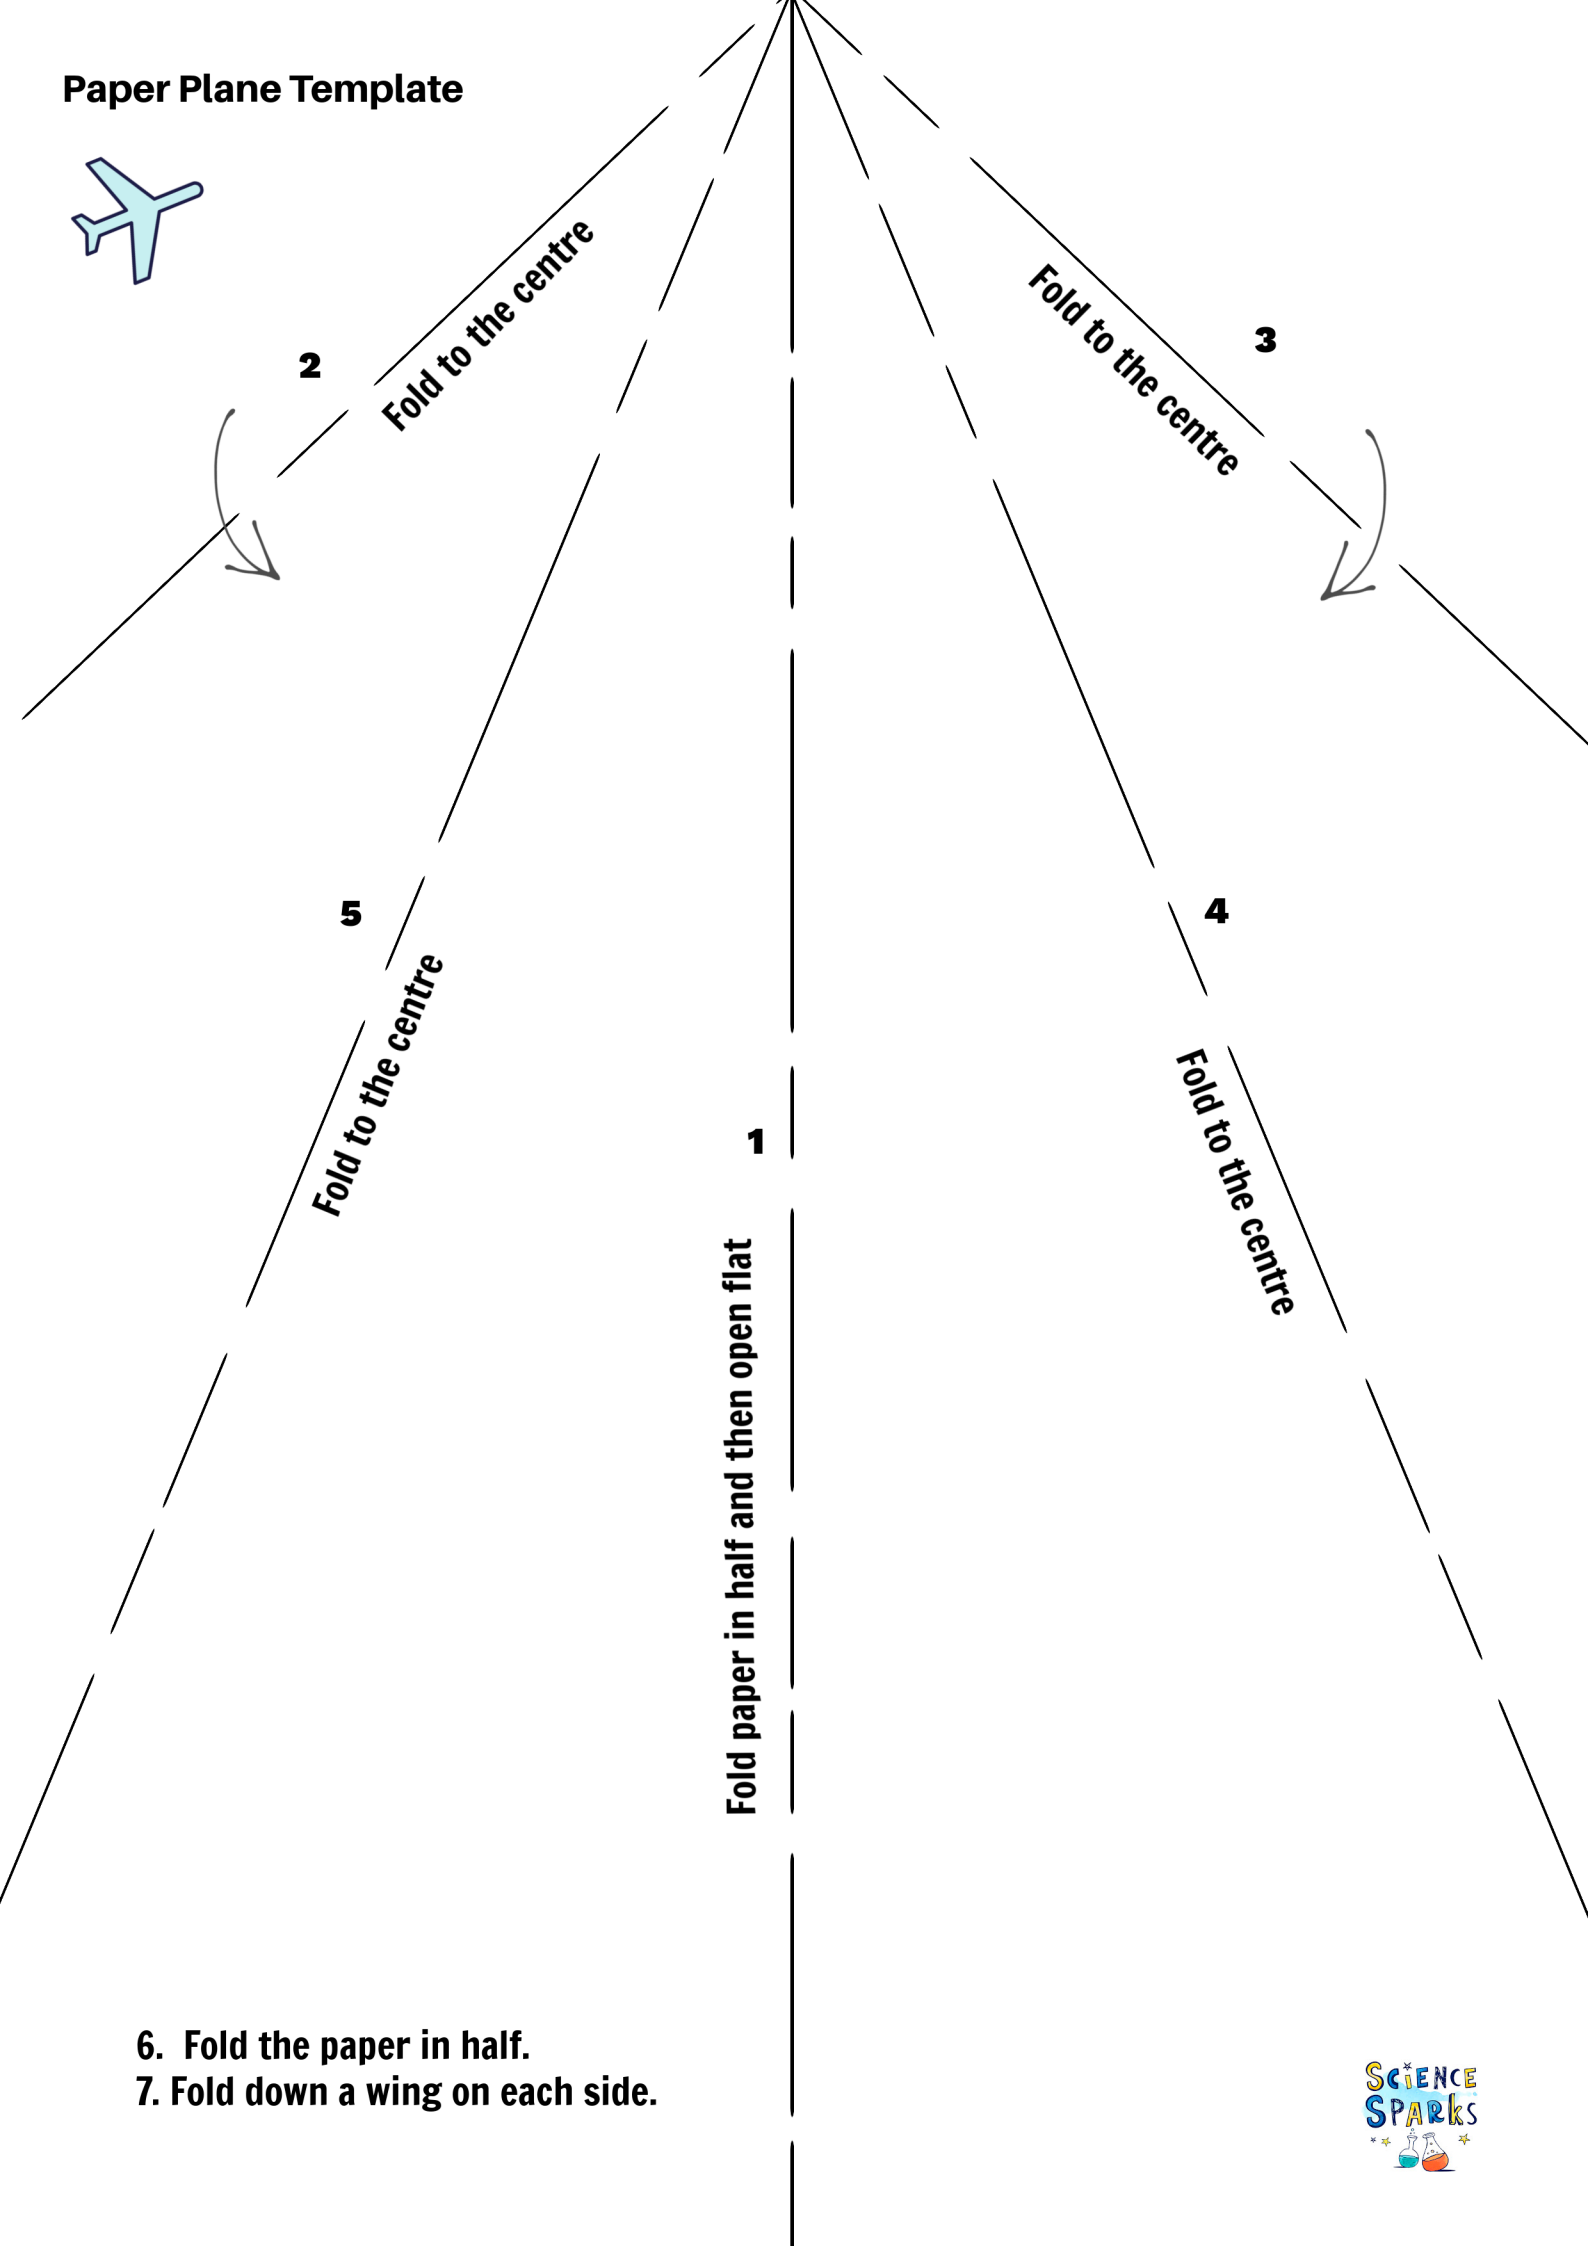 Paper Plane Template
2
Fold to the centre
3
Fold to the centre
5
Fold to the centre
4
Fold to the centre
1
Fold paper in half and then open flat
6. Fold the paper in half.
7. Fold down a wing on each side.
SCiENCE
SPARKS